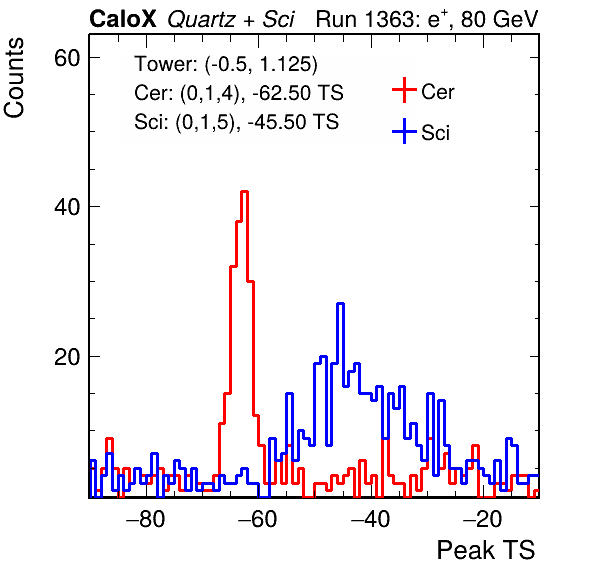 CaloX Quartz + Sci Run 1363: e+, 80 GeV
Counts
60
40
20
Tower: (-0.5, 1.125)
Cer: (0,1,4), -62.50 TS
Sci: (0,1,5), -45.50 TS
Cer
Sci
−80 −60 −40 −20
Peak TS